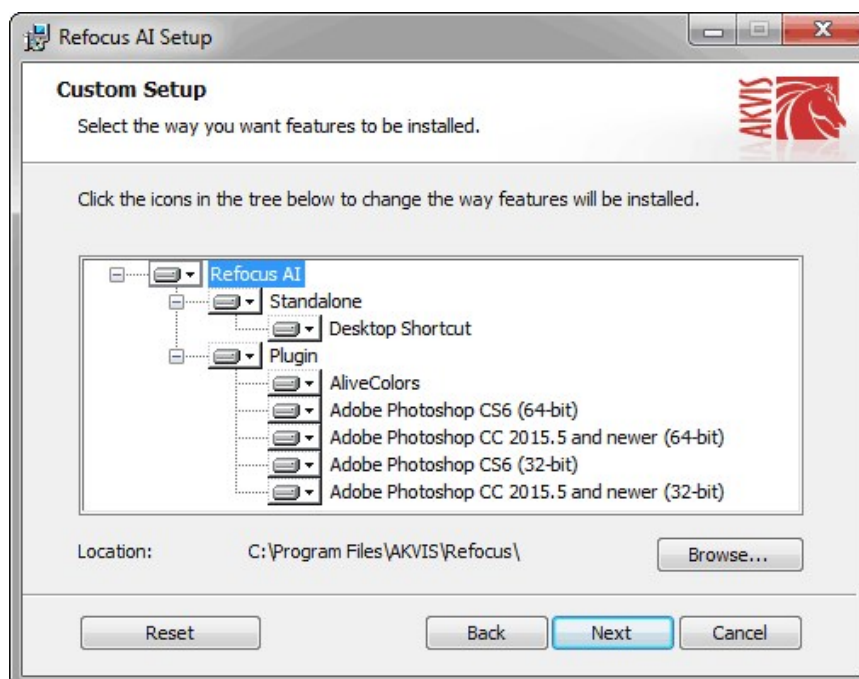 Refocus AI Setup
Custom Setup
Select the way you want features to be installed.
AKVIS
Click the icons in the tree below to change the way features will be installed.
Refocus AI
Standalone
Desktop Shortcut
Plugin
AliveColors
Adobe Photoshop CS6 (64-bit)
Adobe Photoshop CC 2015.5 and newer (64-bit)
Adobe Photoshop CS6 (32-bit)
Adobe Photoshop CC 2015.5 and newer (32-bit)
Location: C:\Program Files\AKVIS\Refocus\ Browse...
Reset Back Next Cancel